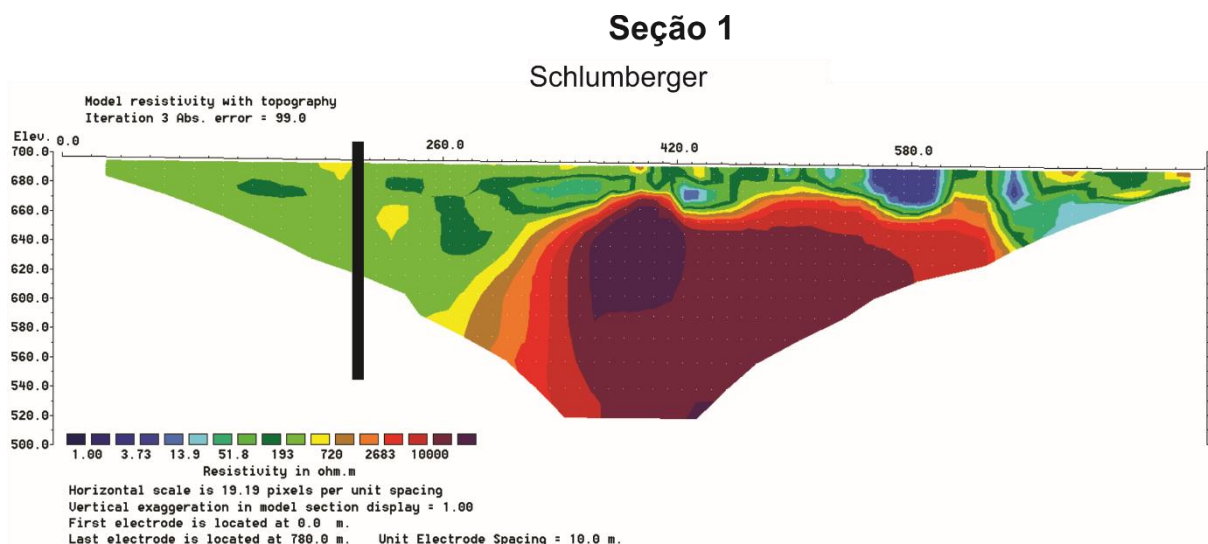 Seção 1
Schlumberger
Model resistivity with topography
Iteration 3 Abs. error = 99.0
Elev. 0.0 260.0 420.0 580.0
700.0
680.0
660.0
640.0
620.0
600.0
580.0
560.0
540.0
520.0
500.0
1.00 3.73 13.9 51.8 193 720 2683 10000
Resistivity in ohm.m
Horizontal scale is 19.19 pixels per unit spacing
Vertical exaggeration in model section display = 1.00
First electrode is located at 0.0 m.
Last electrode is located at 780.0 m. Unit Electrode Spacing = 10.0 m.